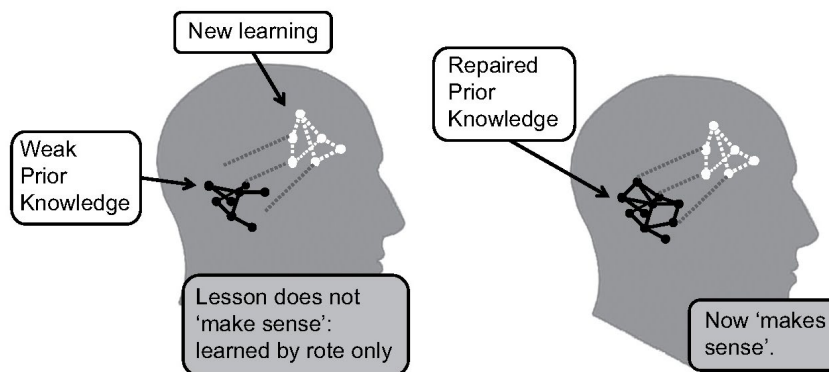 New learning
Weak
Prior
Knowledge
Lesson does not
‘make sense’:
learned by rote only
Repaired
Prior
Knowledge
Now ‘makes
sense’.